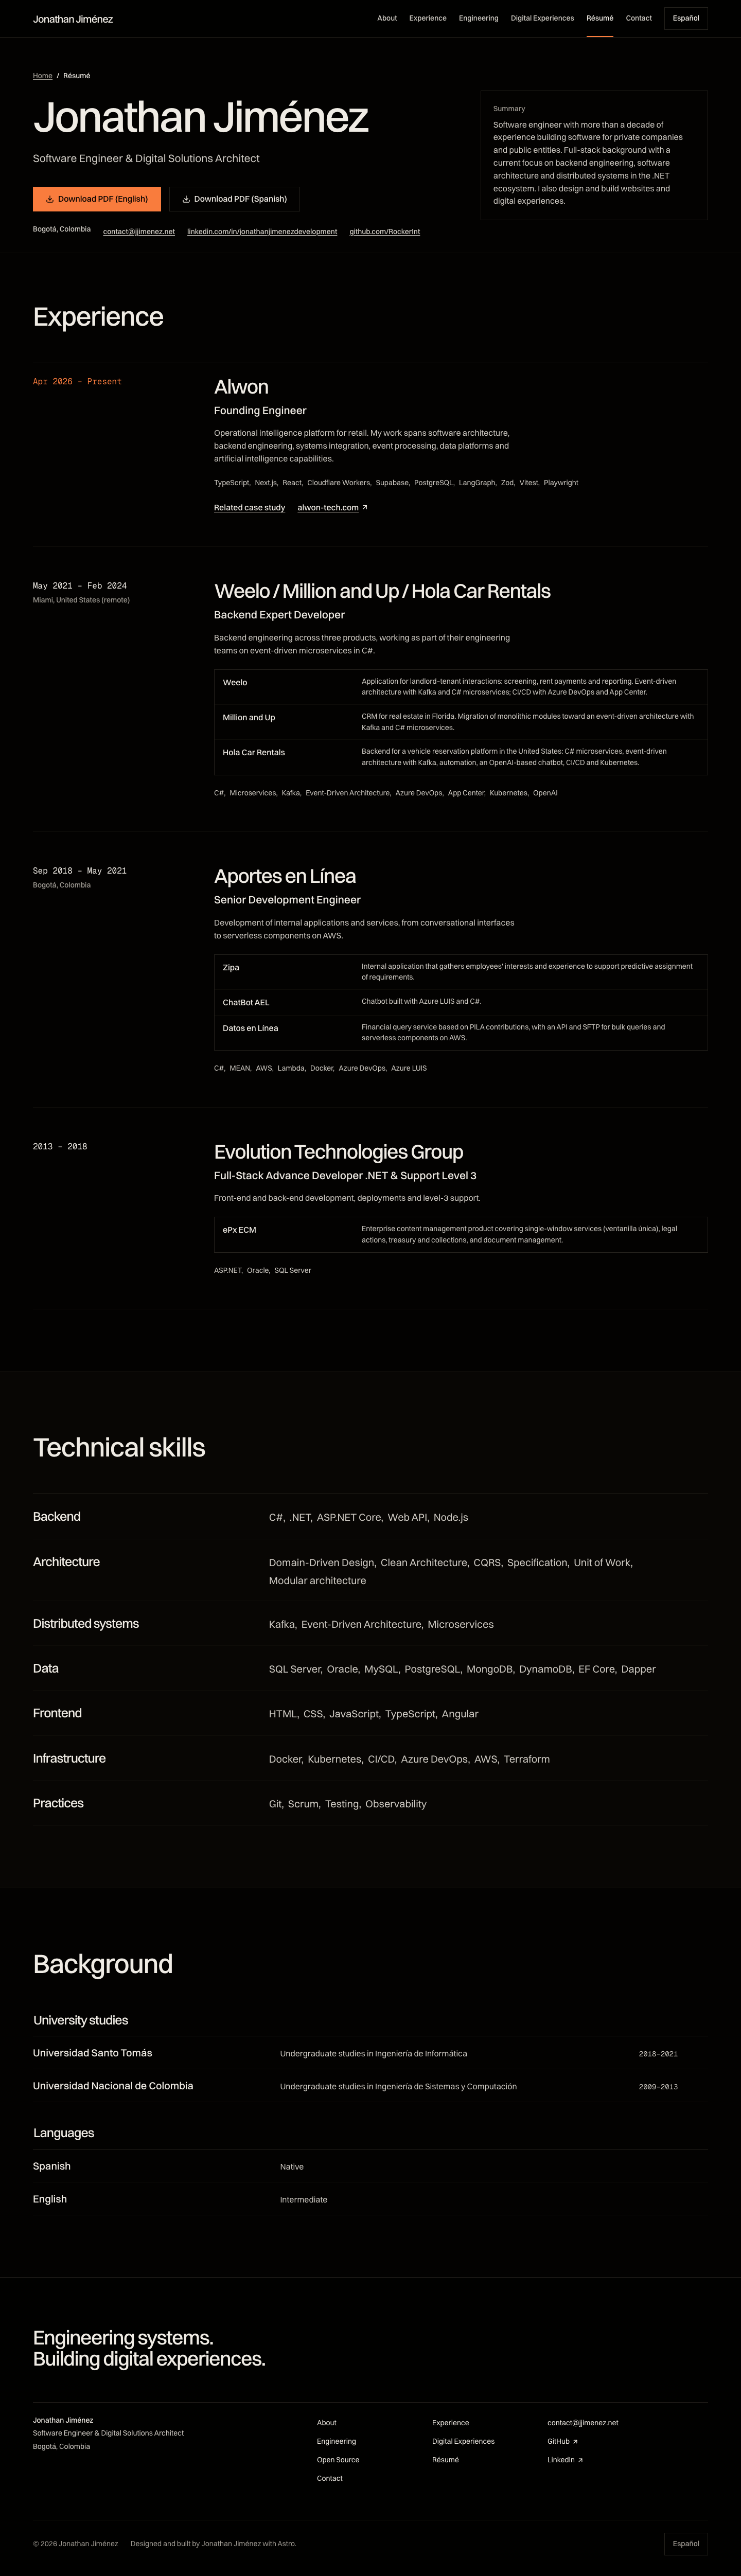 Jonathan Jiménez
About
Experience
Engineering
Digital Experiences
Résumé
Contact
Español
Home / Résumé
Jonathan Jiménez
Software Engineer & Digital Solutions Architect
Download PDF (English)
Download PDF (Spanish)
Bogotá, Colombia
contact@jjimenez.net
linkedin.com/in/jonathanjimenezdevelopment
github.com/RockerInt
Summary
Software engineer with more than a decade of
experience building software for private companies
and public entities. Full-stack background with a
current focus on backend engineering, software
architecture and distributed systems in the .NET
ecosystem. I also design and build websites and
digital experiences.
Experience
Apr 2026 – Present
Alwon
Founding Engineer
Operational intelligence platform for retail. My work spans software architecture,
backend engineering, systems integration, event processing, data platforms and
artificial intelligence capabilities.
TypeScript, Next.js, React, Cloudflare Workers, Supabase, PostgreSQL, LangGraph, Zod, Vitest, Playwright
Related case study
alwon-tech.com ↗
May 2021 – Feb 2024
Miami, United States (remote)
Weelo / Million and Up / Hola Car Rentals
Backend Expert Developer
Backend engineering across three products, working as part of their engineering
teams on event-driven microservices in C#.
Weelo
Application for landlord–tenant interactions: screening, rent payments and reporting. Event-driven
architecture with Kafka and C# microservices; CI/CD with Azure DevOps and App Center.
Million and Up
CRM for real estate in Florida. Migration of monolithic modules toward an event-driven architecture with
Kafka and C# microservices.
Hola Car Rentals
Backend for a vehicle reservation platform in the United States: C# microservices, event-driven
architecture with Kafka, automation, an OpenAI-based chatbot, CI/CD and Kubernetes.
C#, Microservices, Kafka, Event-Driven Architecture, Azure DevOps, App Center, Kubernetes, OpenAI
Sep 2018 – May 2021
Bogotá, Colombia
Aportes en Línea
Senior Development Engineer
Development of internal applications and services, from conversational interfaces
to serverless components on AWS.
Zipa
Internal application that gathers employees' interests and experience to support predictive assignment
of requirements.
ChatBot AEL
Chatbot built with Azure LUIS and C#.
Datos en Línea
Financial query service based on PILA contributions, with an API and SFTP for bulk queries and
serverless components on AWS.
C#, MEAN, AWS, Lambda, Docker, Azure DevOps, Azure LUIS
2013 – 2018
Evolution Technologies Group
Full-Stack Advance Developer .NET & Support Level 3
Front-end and back-end development, deployments and level-3 support.
ePx ECM
Enterprise content management product covering single-window services (ventanilla única), legal
actions, treasury and collections, and document management.
ASP.NET, Oracle, SQL Server
Technical skills
Backend
C#, .NET, ASP.NET Core, Web API, Node.js
Architecture
Domain-Driven Design, Clean Architecture, CQRS, Specification, Unit of Work,
Modular architecture
Distributed systems
Kafka, Event-Driven Architecture, Microservices
Data
SQL Server, Oracle, MySQL, PostgreSQL, MongoDB, DynamoDB, EF Core, Dapper
Frontend
HTML, CSS, JavaScript, TypeScript, Angular
Infrastructure
Docker, Kubernetes, CI/CD, Azure DevOps, AWS, Terraform
Practices
Git, Scrum, Testing, Observability
Background
University studies
Universidad Santo Tomás
Undergraduate studies in Ingeniería de Informática
2018–2021
Universidad Nacional de Colombia
Undergraduate studies in Ingeniería de Sistemas y Computación
2009–2013
Languages
Spanish
Native
English
Intermediate
Engineering systems.
Building digital experiences.
Jonathan Jiménez
Software Engineer & Digital Solutions Architect
Bogotá, Colombia
About
Experience
contact@jjimenez.net
Engineering
Digital Experiences
GitHub ↗
Open Source
Résumé
LinkedIn ↗
Contact
© 2026 Jonathan Jiménez
Designed and built by Jonathan Jiménez with Astro.
Español